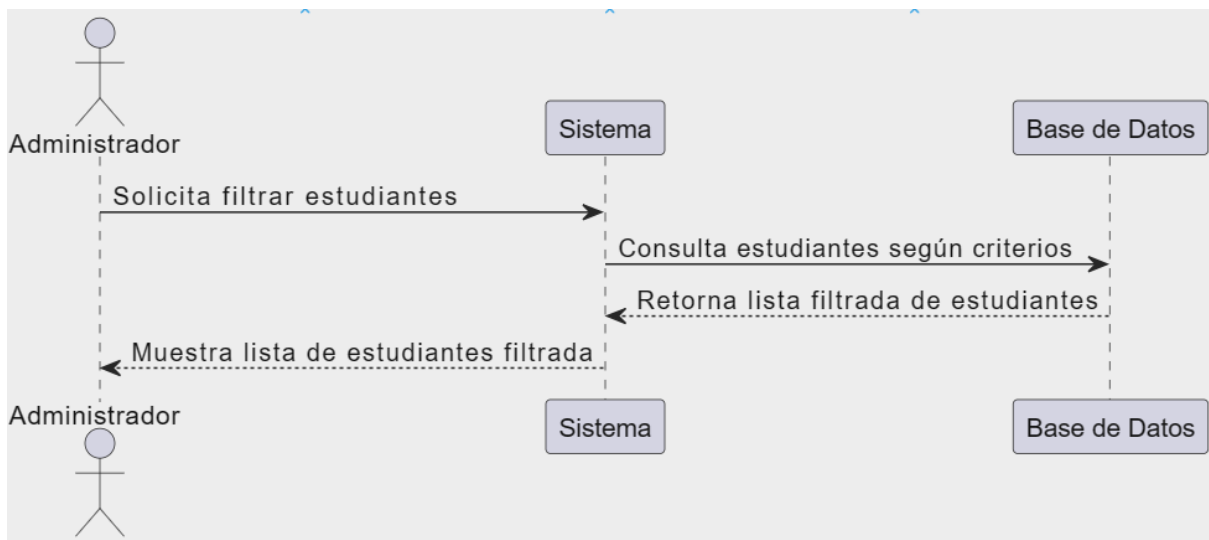 Administrador
Sistema
Base de Datos
Solicita filtrar estudiantes
Consulta estudiantes según criterios
Retorna lista filtrada de estudiantes
Muestra lista de estudiantes filtrada
Administrador
Sistema
Base de Datos